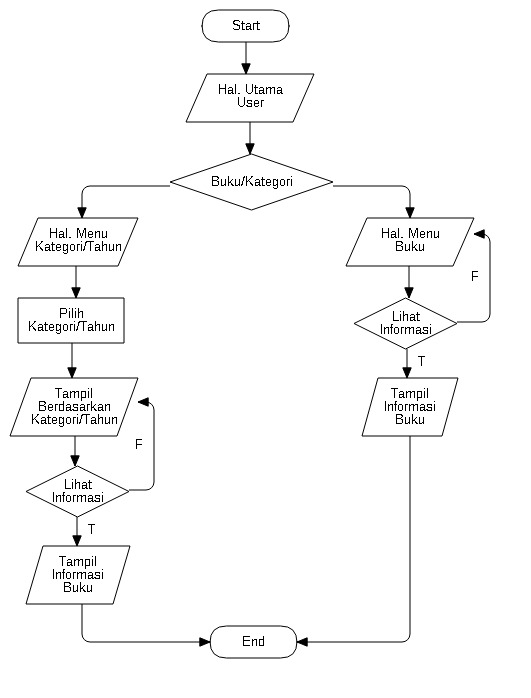 Start
Hal. Utama
User
Buku/Kategori
Hal. Menu
Kategori/Tahun
Pilih
Kategori/Tahun
Tampil
Berdasarkan
Kategori/Tahun
F
Lihat
Informasi
T
Tampil
Informasi
Buku
Hal. Menu
Buku
F
Lihat
Informasi
T
Tampil
Informasi
Buku
End